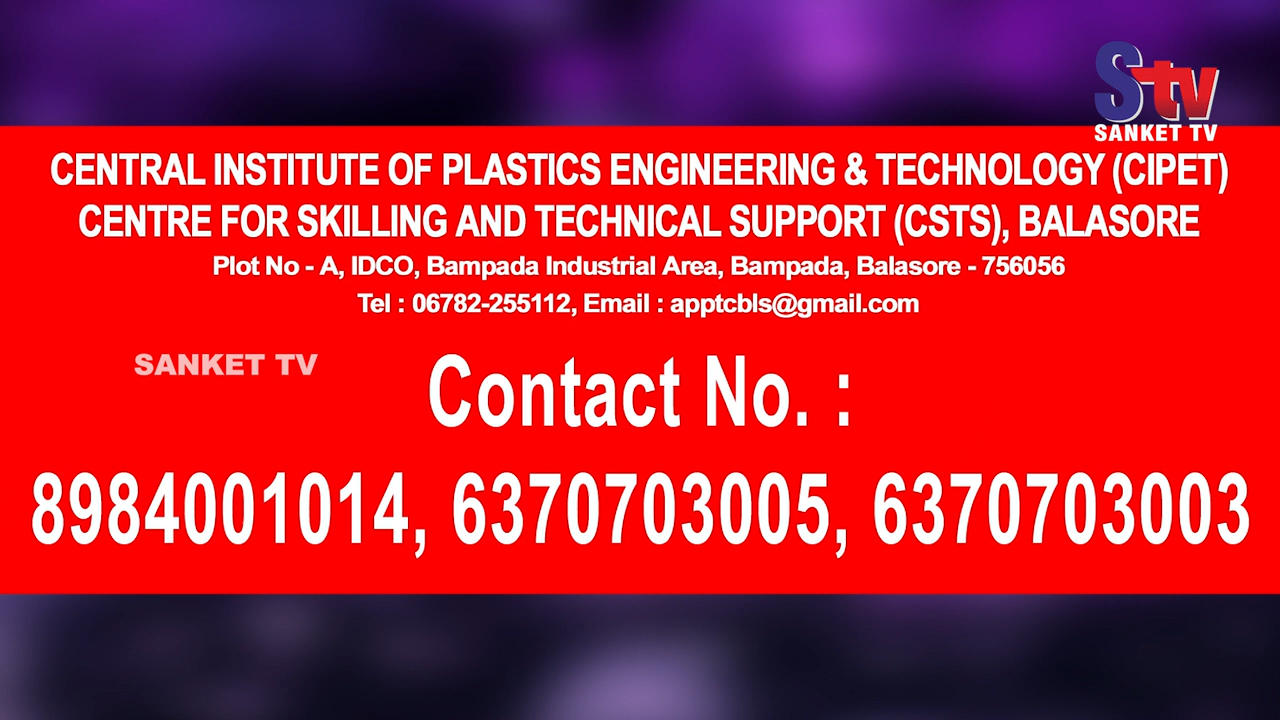 Stv
SANKET TV
CENTRAL INSTITUTE OF PLASTICS ENGINEERING & TECHNOLOGY (CIPET)
CENTRE FOR SKILLING AND TECHNICAL SUPPORT (CSTS), BALASORE
Plot No - A, IDCO, Bampada Industrial Area, Bampada, Balasore - 756056
Tel : 06782-255112, Email : apptcbls@gmail.com
SANKET TV
Contact No. :
8984001014, 6370703005, 6370703003